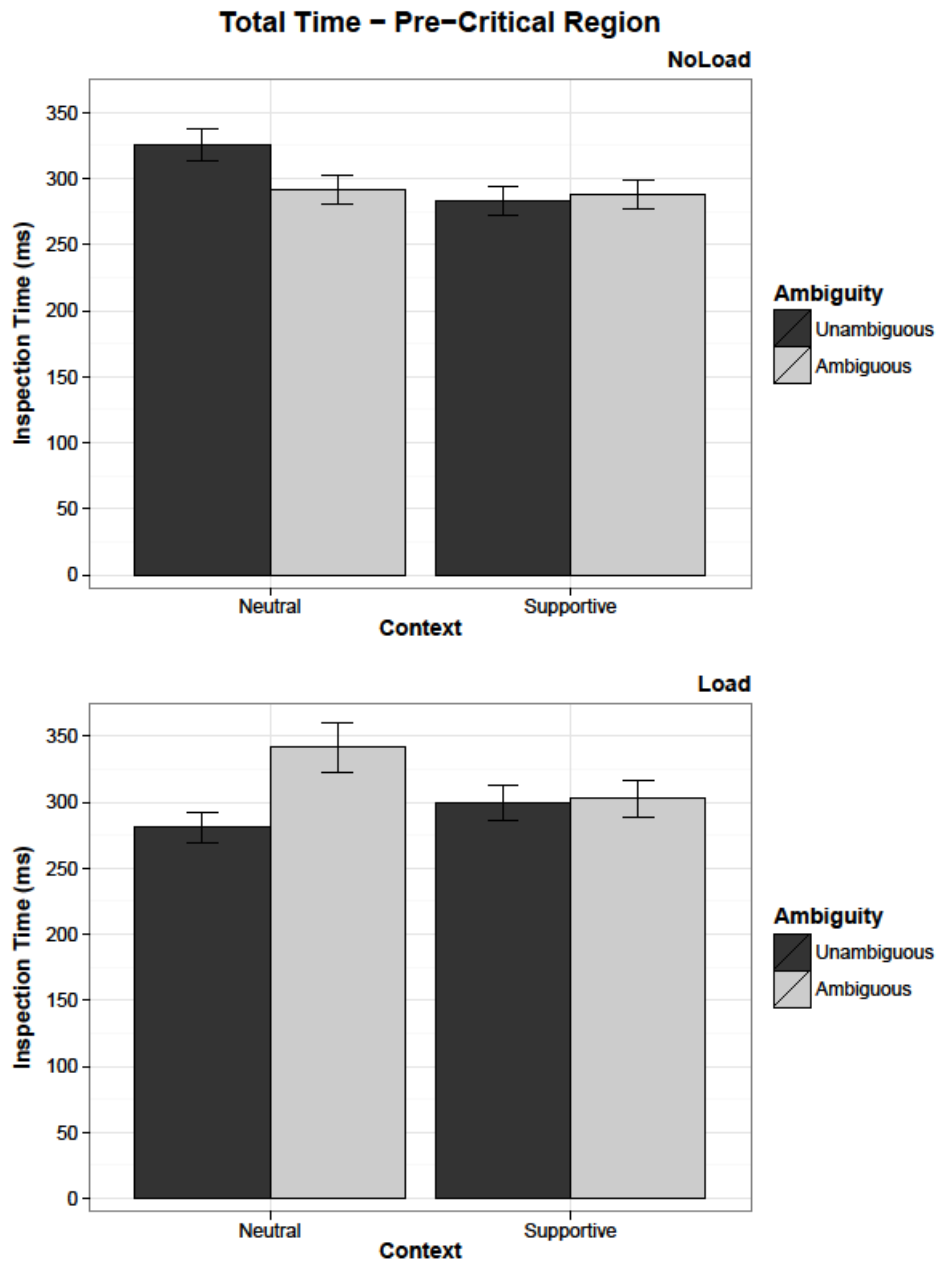 Total Time − Pre−Critical Region
NoLoad
350
300
250
200
150
100
50
0
Inspection Time (ms)
Neutral
Supportive
Context
Ambiguity
Unambiguous
Ambiguous
Load
350
300
250
200
150
100
50
0
Inspection Time (ms)
Neutral
Supportive
Context
Ambiguity
Unambiguous
Ambiguous